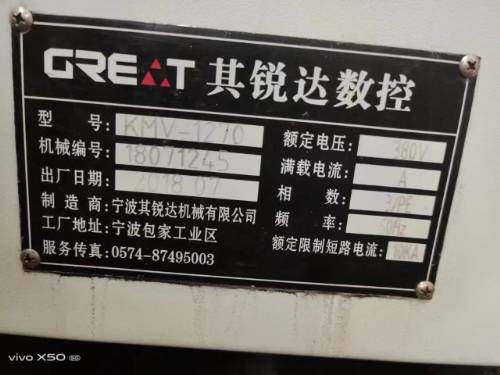 GREAT 其锐达数控
型 号: KMV-1270
机械编号: 18071245
出厂日期: 2018 07
制造商: 宁波其锐达机械有限公司
工厂地址: 宁波包家工业区
服务传真: 0574-87495003
额定电压: 380V
满载电流: A
相 数: 3/PE
频 率: 50Hz
额定限制短路电流: 10KA
vivo X50 5G